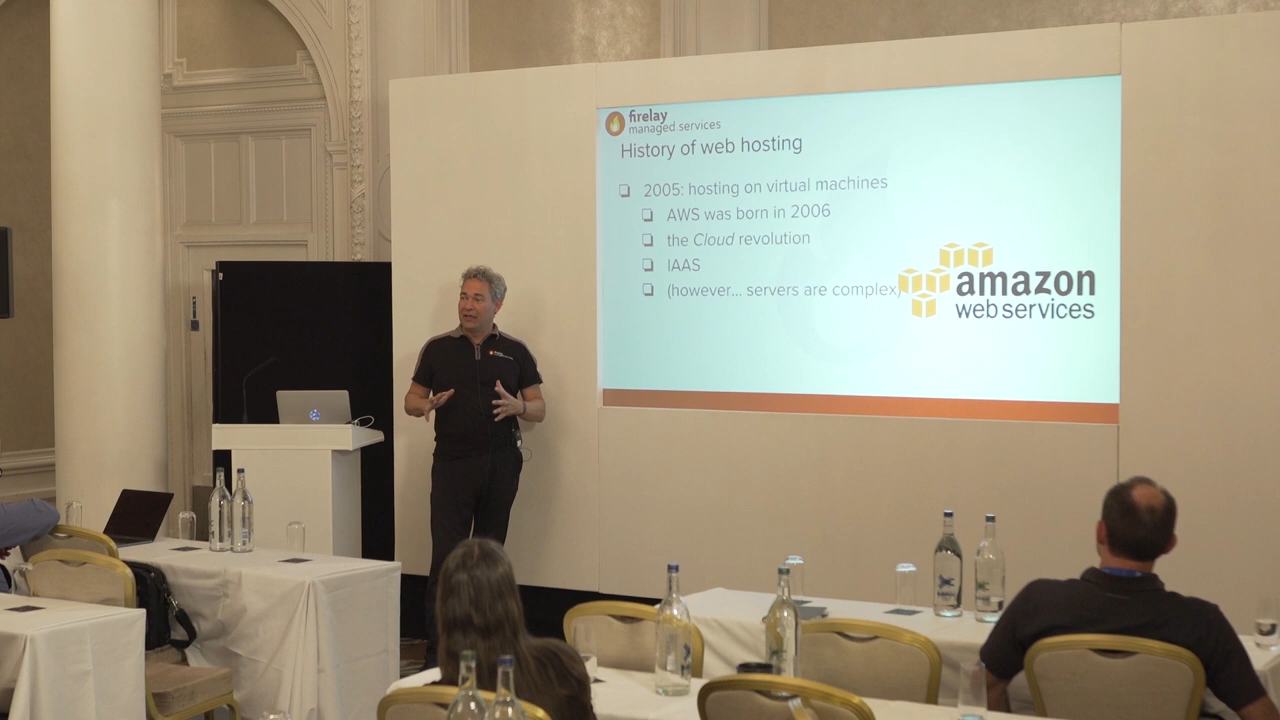 firelay
managed services
History of web hosting
❏ 2005: hosting on virtual machines
❏ AWS was born in 2006
❏ the Cloud revolution
❏ IAAS
❏ (however... servers are complex)
amazon
web services